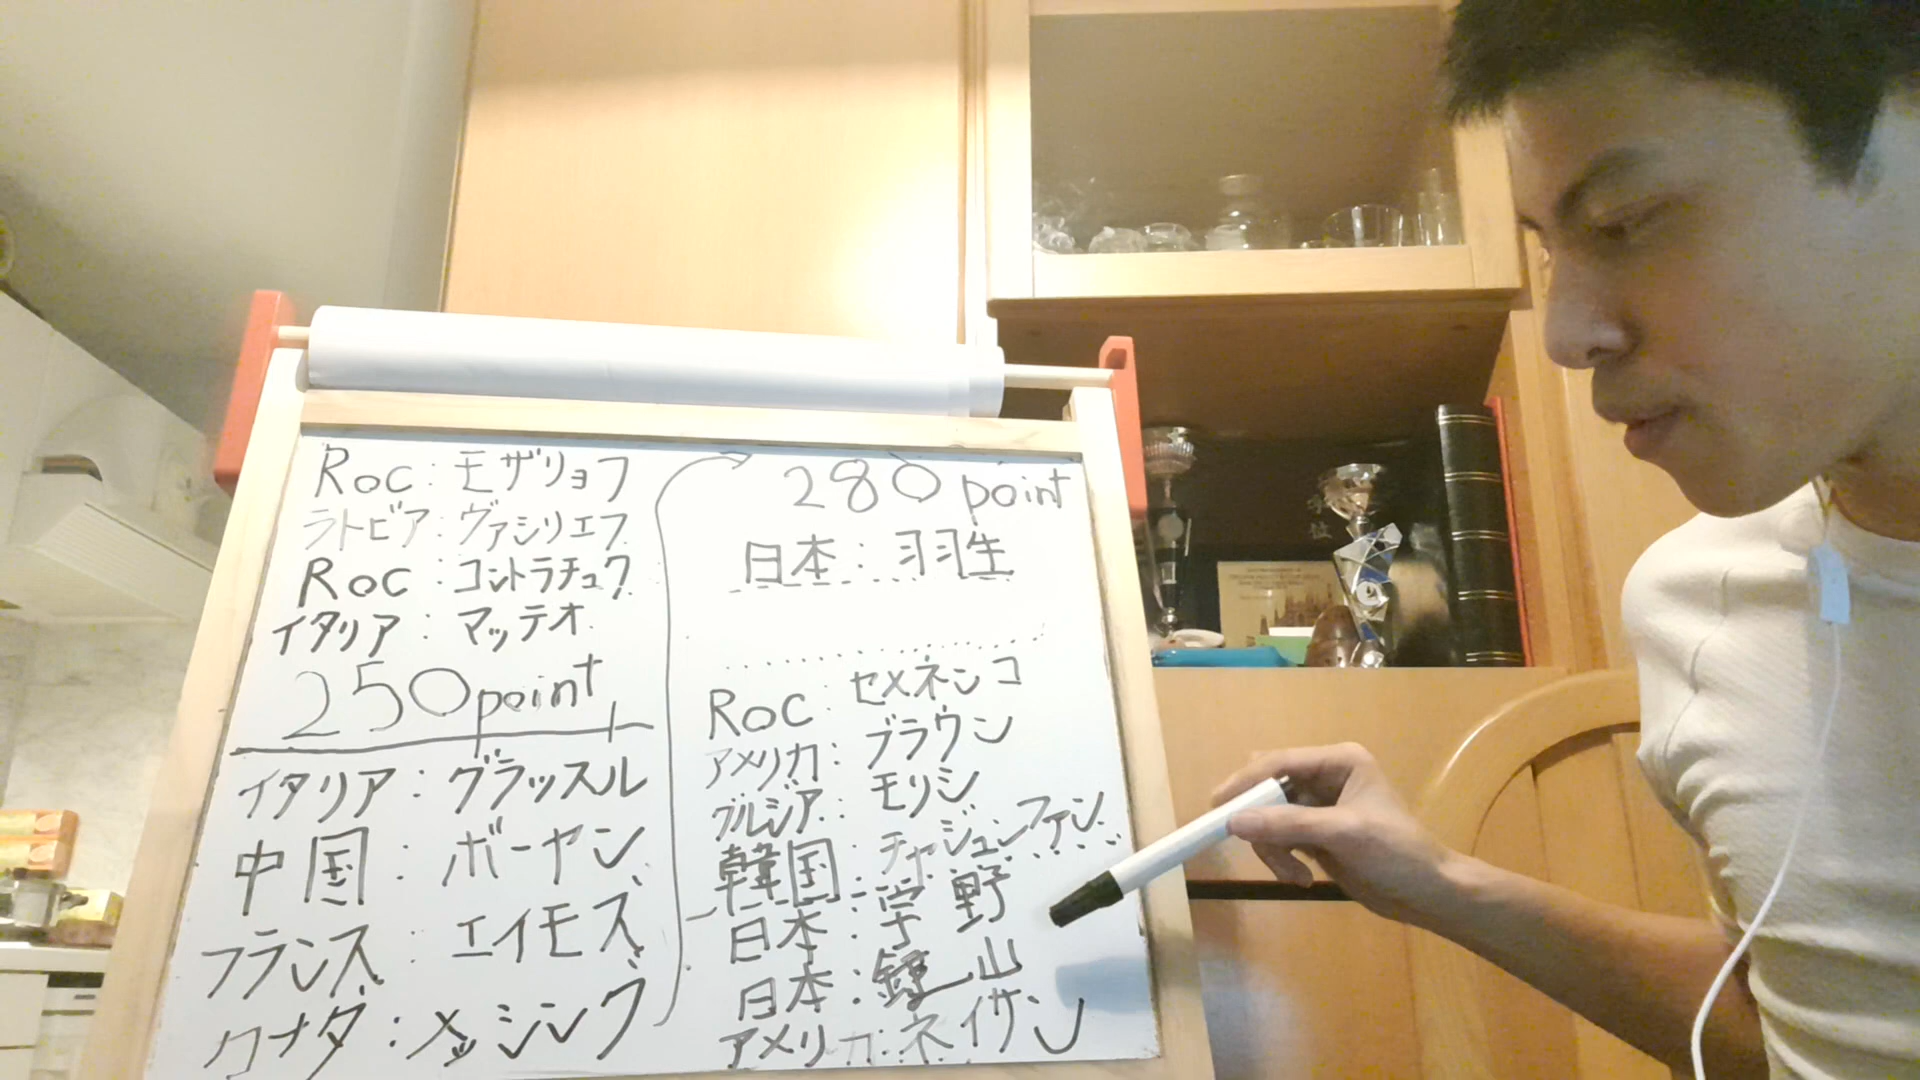 Roc：モザリョフ
ラトビア：ヴァシリエフ
Roc：コントラチュク
イタリア：マッテオ
250point
イタリア：グラッスル
中国：ボーヤン
フランス：エイモズ
カナダ：メッシング
280 point
日本：羽生
Roc：セメネンコ
アメリカ：ブラウン
グルジア：モリシ
韓国：チャジュンファン
日本：宇野
日本：鍵山
アメリカ：ネイサン